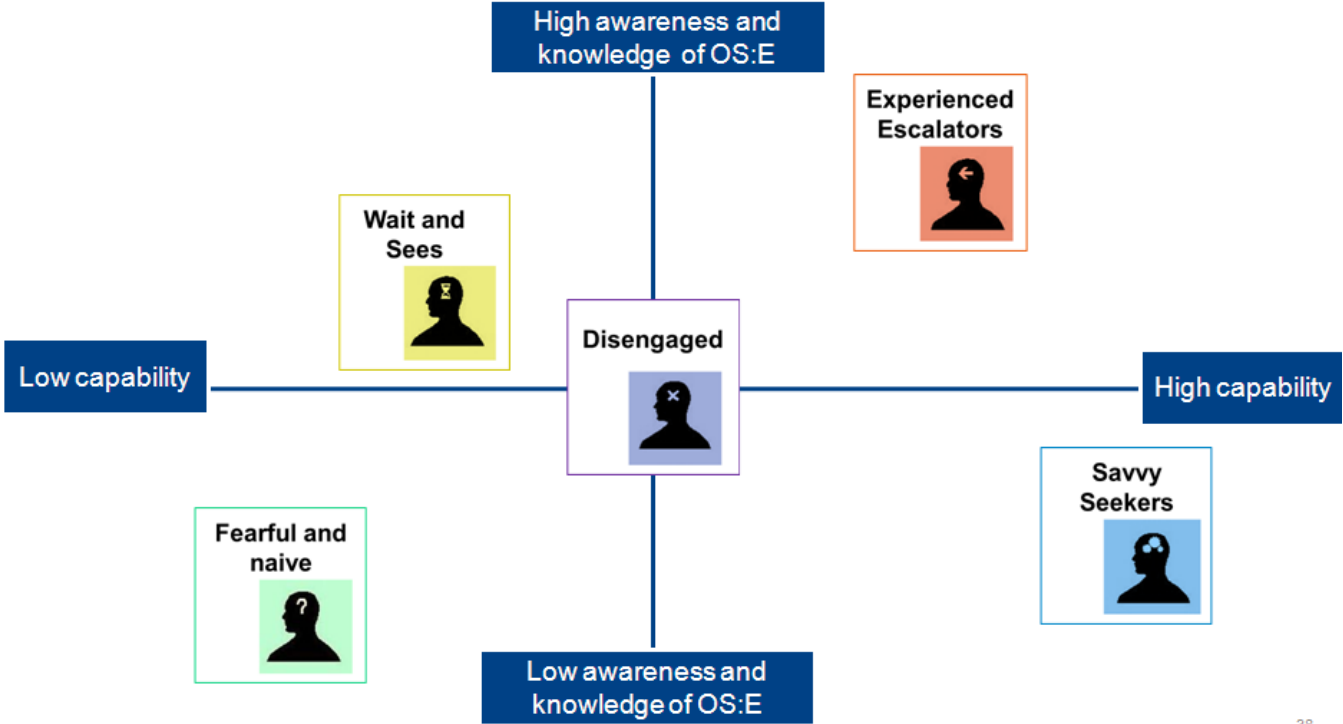 High awareness and
knowledge of OS:E
Experienced
Escalators
Wait and
Sees
Disengaged
Low capability
High capability
Savvy
Seekers
Fearful and
naive
?
Low awareness and
knowledge of OS:E